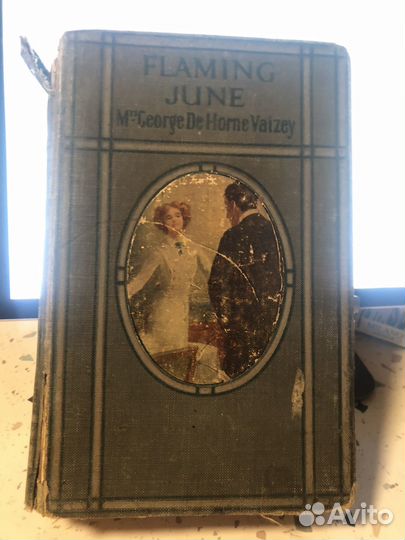 FLAMING
JUNE
Mrs George De Horne Vaizey
Avito